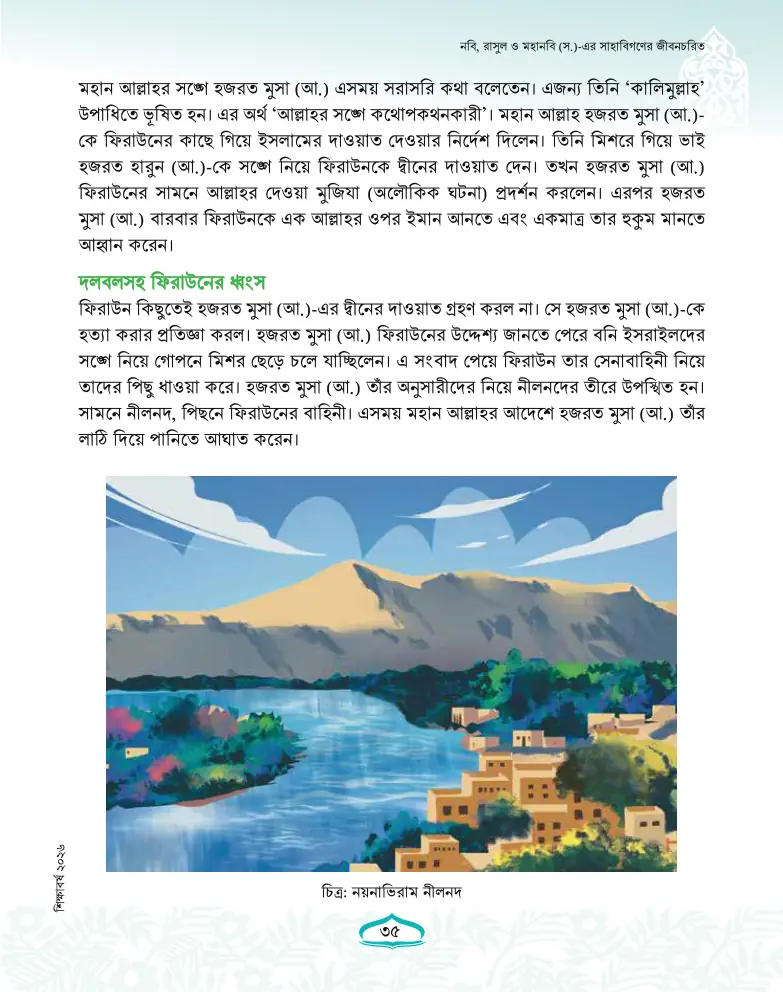 নবি, রাসুল ও মহানবি (স.)-এর সাহাবিগণের জীবনচরিত
মহান আল্লাহর সঙ্গে হজরত মুসা (আ.) এসময় সরাসরি কথা বলেতেন। এজন্য তিনি ‘কালিমুল্লাহ’
উপাধিতে ভূষিত হন। এর অর্থ ‘আল্লাহর সঙ্গে কথোপকথনকারী’। মহান আল্লাহ হজরত মুসা (আ.)-
কে ফিরাউনের কাছে গিয়ে ইসলামের দাওয়াত দেওয়ার নির্দেশ দিলেন। তিনি মিশরে গিয়ে ভাই
হজরত হারুন (আ.)-কে সঙ্গে নিয়ে ফিরাউনকে দ্বীনের দাওয়াত দেন। তখন হজরত মুসা (আ.)
ফিরাউনের সামনে আল্লাহর দেওয়া মুজিযা (অলৌকিক ঘটনা) প্রদর্শন করলেন। এরপর হজরত
মুসা (আ.) বারবার ফিরাউনকে এক আল্লাহর ওপর ইমান আনতে এবং একমাত্র তার হুকুম মানতে
আহ্বান করেন।
দলবলসহ ফিরাউনের ধ্বংস
ফিরাউন কিছুতেই হজরত মুসা (আ.)-এর দ্বীনের দাওয়াত গ্রহণ করল না। সে হজরত মুসা (আ.)-কে
হত্যা করার প্রতিজ্ঞা করল। হজরত মুসা (আ.) ফিরাউনের উদ্দেশ্য জানতে পেরে বনি ইসরাইলদের
সঙ্গে নিয়ে গোপনে মিশর ছেড়ে চলে যাচ্ছিলেন। এ সংবাদ পেয়ে ফিরাউন তার সেনাবাহিনী নিয়ে
তাদের পিছু ধাওয়া করে। হজরত মুসা (আ.) তাঁর অনুসারীদের নিয়ে নীলনদের তীরে উপস্থিত হন।
সামনে নীলনদ, পিছনে ফিরাউনের বাহিনী। এসময় মহান আল্লাহর আদেশে হজরত মুসা (আ.) তাঁর
লাঠি দিয়ে পানিতে আঘাত করেন।
চিত্র: নয়নাভিরাম নীলনদ
শিক্ষাবর্ষ ২০২৬
৩৫